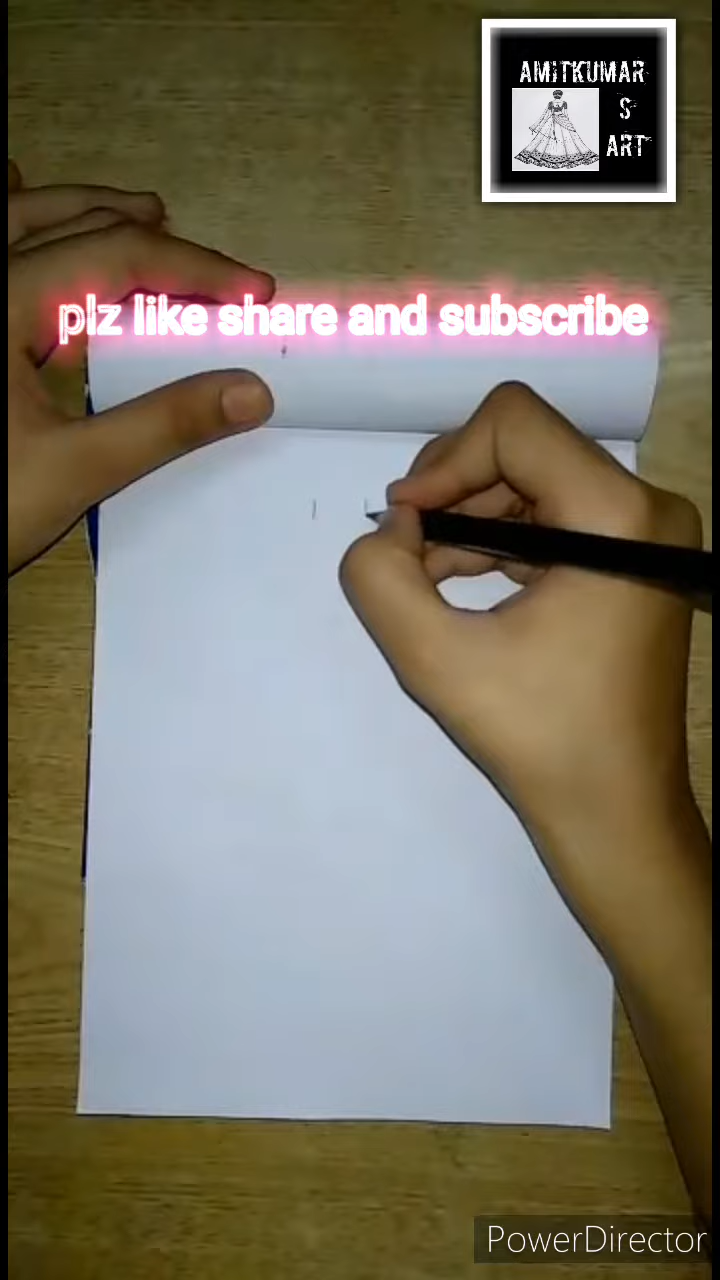 AMITKUMAR
S
ART
plz like share and subscribe
PowerDirector